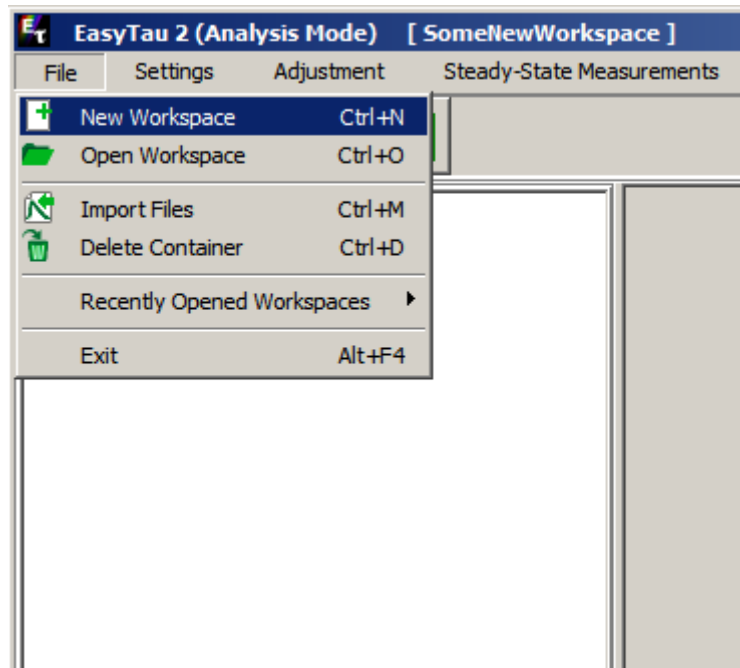 Eτ EasyTau 2 (Analysis Mode) [ SomeNewWorkspace ]
File Settings Adjustment Steady-State Measurements
New Workspace Ctrl+N
Open Workspace Ctrl+O
Import Files Ctrl+M
Delete Container Ctrl+D
Recently Opened Workspaces
Exit Alt+F4